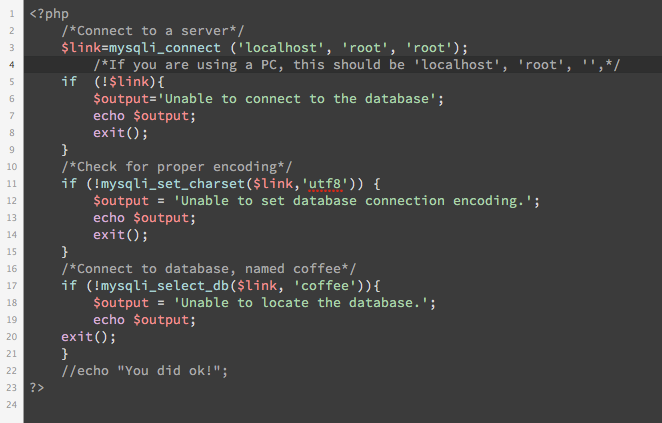 1 <?php
2 /*Connect to a server*/
3 $link=mysqli_connect ('localhost', 'root', 'root');
4 /*If you are using a PC, this should be 'localhost', 'root', '',*/
5 if (!$link){
6 $output='Unable to connect to the database';
7 echo $output;
8 exit();
9 }
10 /*Check for proper encoding*/
11 if (!mysqli_set_charset($link,'utf8')) {
12 $output = 'Unable to set database connection encoding.';
13 echo $output;
14 exit();
15 }
16 /*Connect to database, named coffee*/
17 if (!mysqli_select_db($link, 'coffee')){
18 $output = 'Unable to locate the database.';
19 echo $output;
20 exit();
21 }
22 //echo "You did ok!";
23 ?>
24